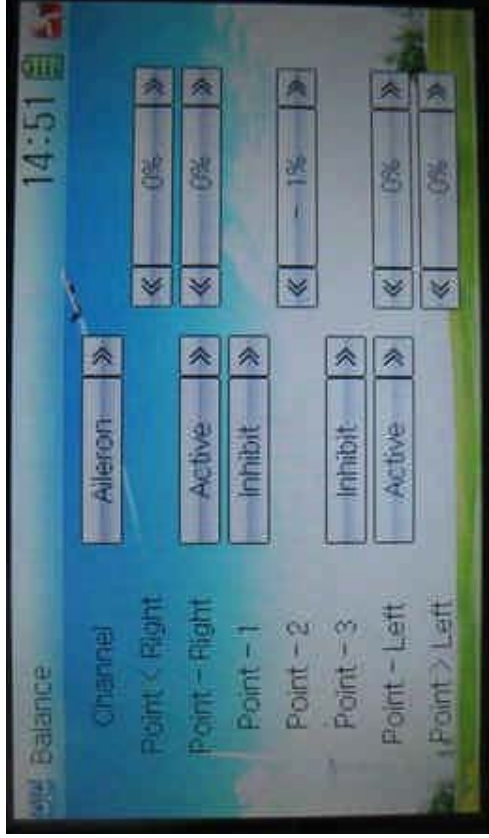 Balance 14:51
Channel Aileron
Point < Right 0%
Point - Right Active 0%
Point - 1 Inhibit
Point - 2 - 1%
Point - 3 Inhibit
Point - Left Active 0%
Point > Left 0%